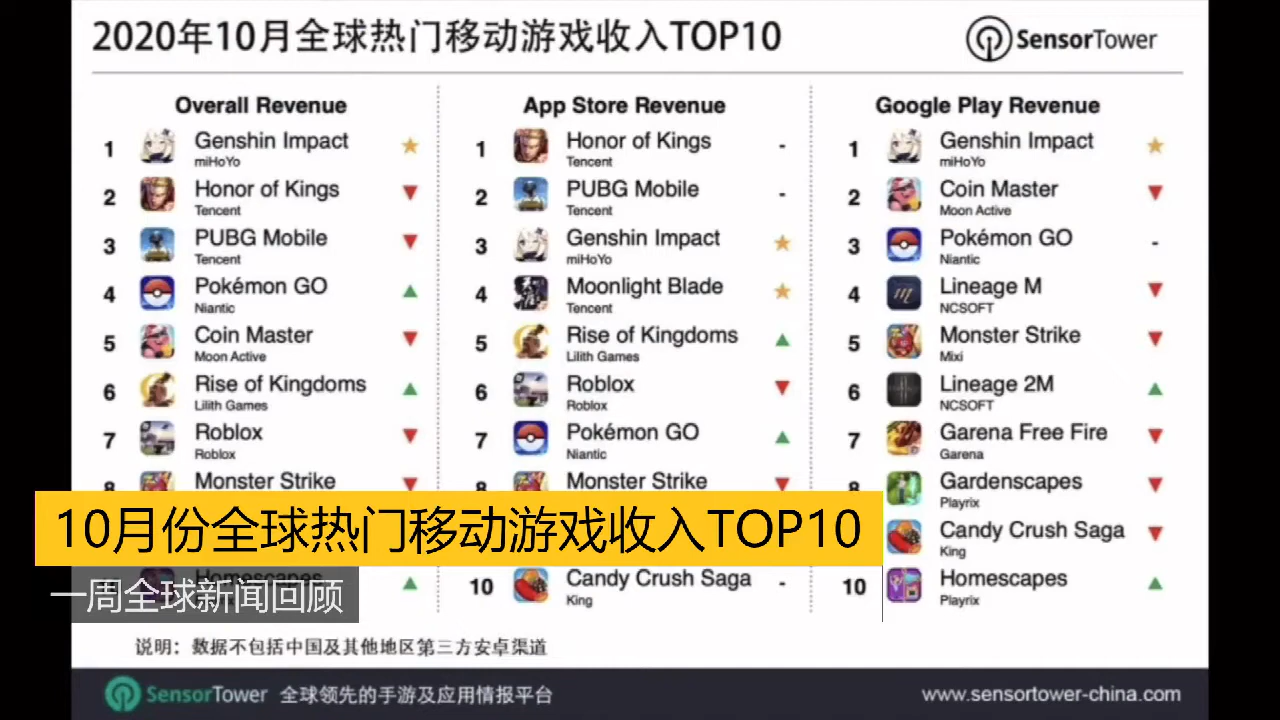 2020年10月全球热门移动游戏收入TOP10
SensorTower
Overall Revenue
1
Genshin Impact
miHoYo
2
Honor of Kings
Tencent
3
PUBG Mobile
Tencent
4
Pokémon GO
Niantic
5
Coin Master
Moon Active
6
Rise of Kingdoms
Lilith Games
7
Roblox
Roblox
8
Monster Strike
Homescapes
App Store Revenue
1
Honor of Kings
Tencent
-
2
PUBG Mobile
Tencent
-
3
Genshin Impact
miHoYo
4
Moonlight Blade
Tencent
5
Rise of Kingdoms
Lilith Games
6
Roblox
Roblox
7
Pokémon GO
Niantic
8
Monster Strike
10
Candy Crush Saga
King
-
Google Play Revenue
1
Genshin Impact
miHoYo
2
Coin Master
Moon Active
3
Pokémon GO
Niantic
-
4
Lineage M
NCSOFT
5
Monster Strike
Mixi
6
Lineage 2M
NCSOFT
7
Garena Free Fire
Garena
8
Gardenscapes
Playrix
Candy Crush Saga
King
10
Homescapes
Playrix
10月份全球热门移动游戏收入TOP10
一周全球新闻回顾
说明：数据不包括中国及其他地区第三方安卓渠道
SensorTower 全球领先的手游及应用情报平台
www.sensortower-china.com